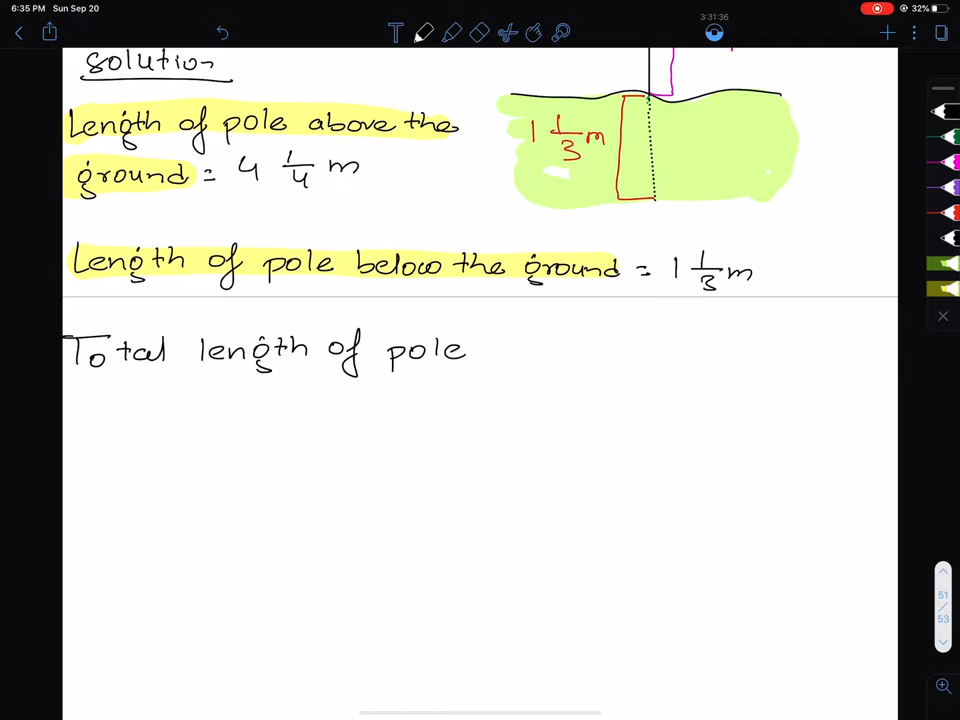 6:35 PM Sun Sep 20
32%
3:31:36
solution
Length of pole above the
ground = 4 1/4 m
1 1/3 m
Length of pole below the ground = 1 1/3 m
Total length of pole
51
/
53